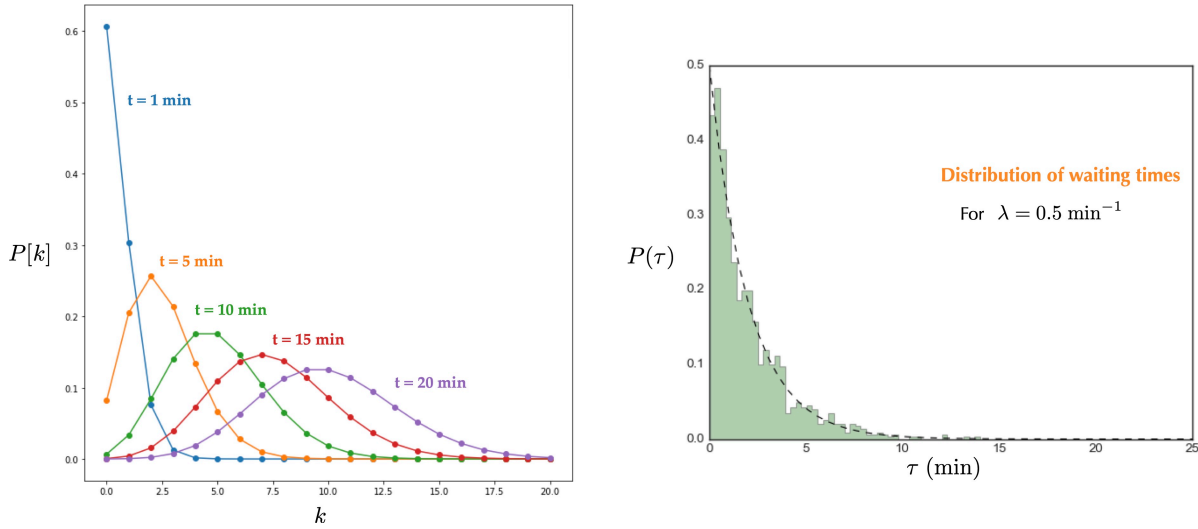 0.6
0.5
0.4
0.3
0.2
0.1
0.0
P[k]
t = 1 min
t = 5 min
t = 10 min
t = 15 min
t = 20 min
0.0 2.5 5.0 7.5 10.0 12.5 15.0 17.5 20.0
k
0.5
0.4
0.3
0.2
0.1
0.0
P(τ)
Distribution of waiting times
For λ = 0.5 min⁻¹
0 5 10 15 20 25
τ (min)